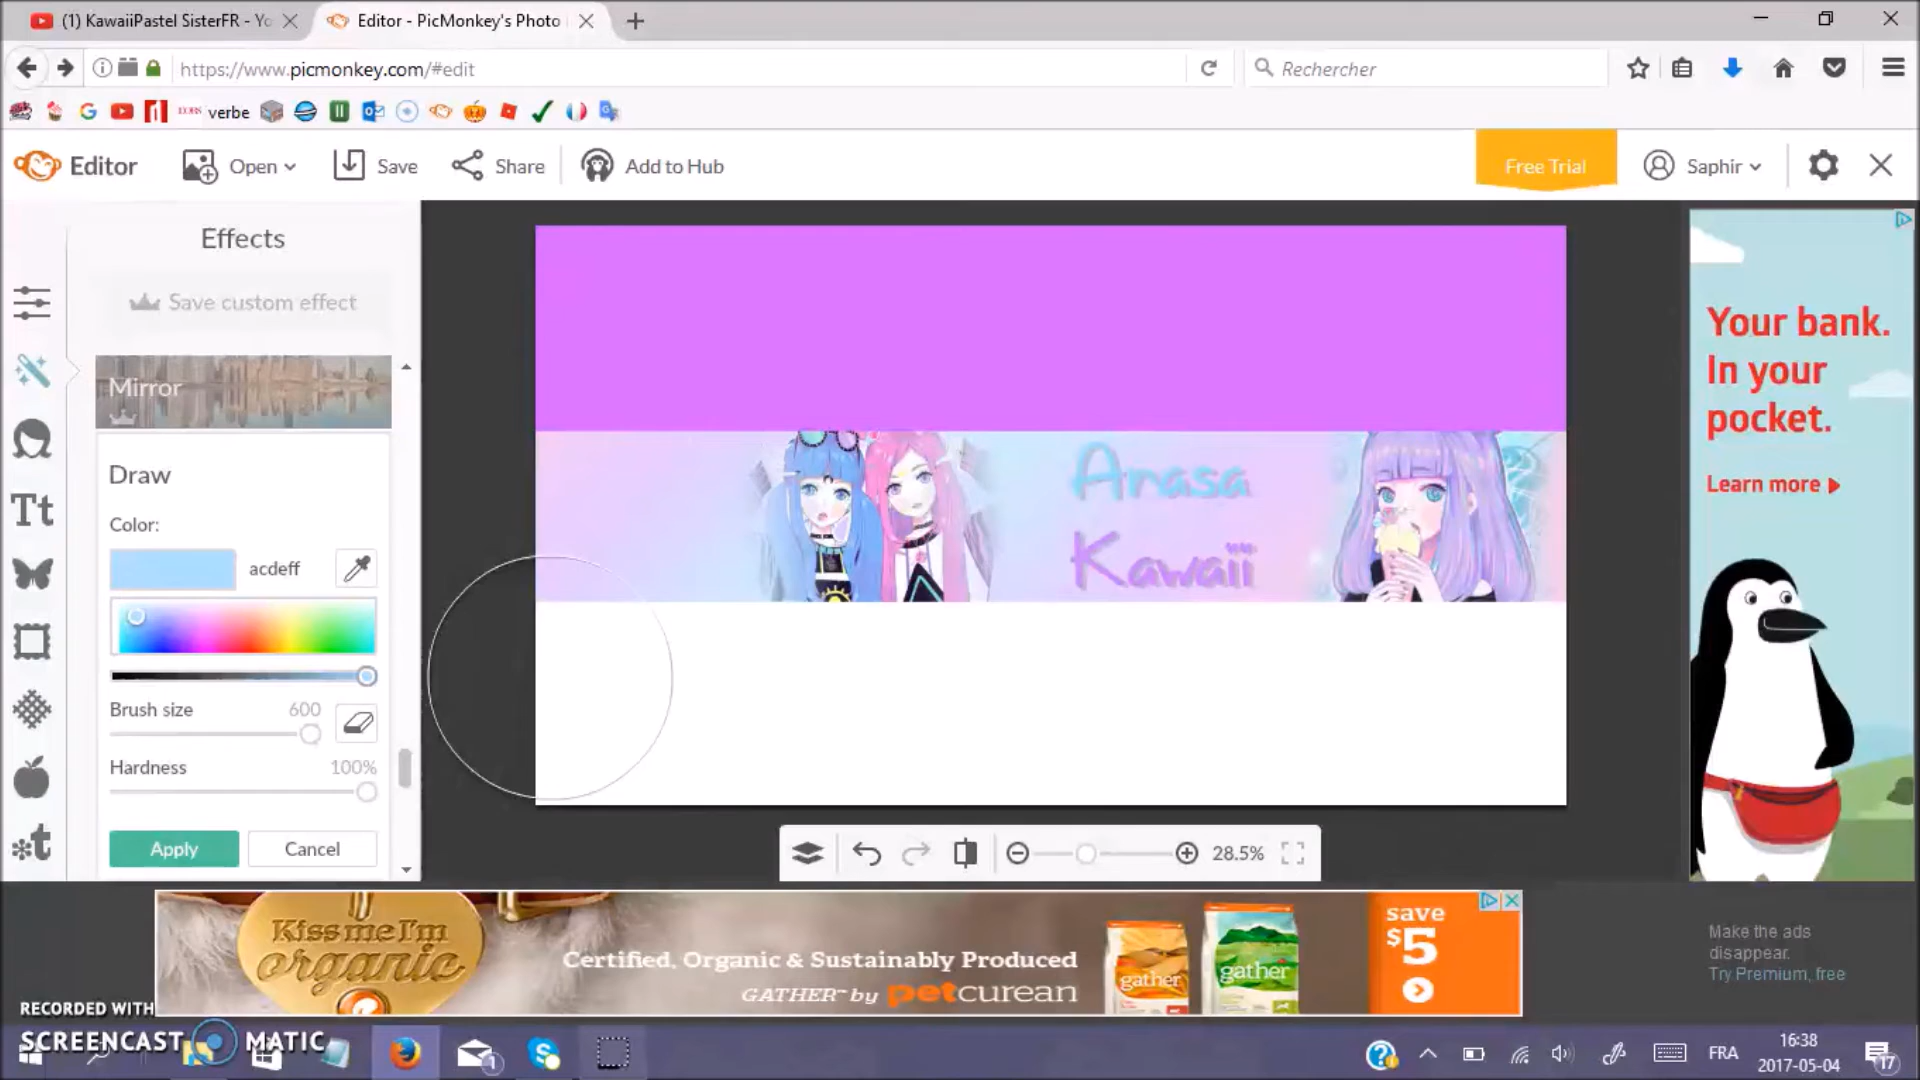 (1) KawaiiPastel SisterFR - Yo
Editor - PicMonkey's Photo
https://www.picmonkey.com/#edit
Rechercher
verbe
Editor
Open
Save
Share
Add to Hub
Free Trial
Saphir
Effects
Save custom effect
Mirror
Draw
Color:
acdeff
Brush size 600
Hardness 100%
Apply
Cancel
Anasa
Kawaii
28.5%
Your bank.
In your
pocket.
Learn more
Kiss me I'm
organic
Certified, Organic & Sustainably Produced
GATHER™ by petcurean
gather
gather
save
$5
Make the ads
disappear.
Try Premium, free
RECORDED WITH
SCREENCAST MATIC
1
FRA
16:38
2017-05-04
17